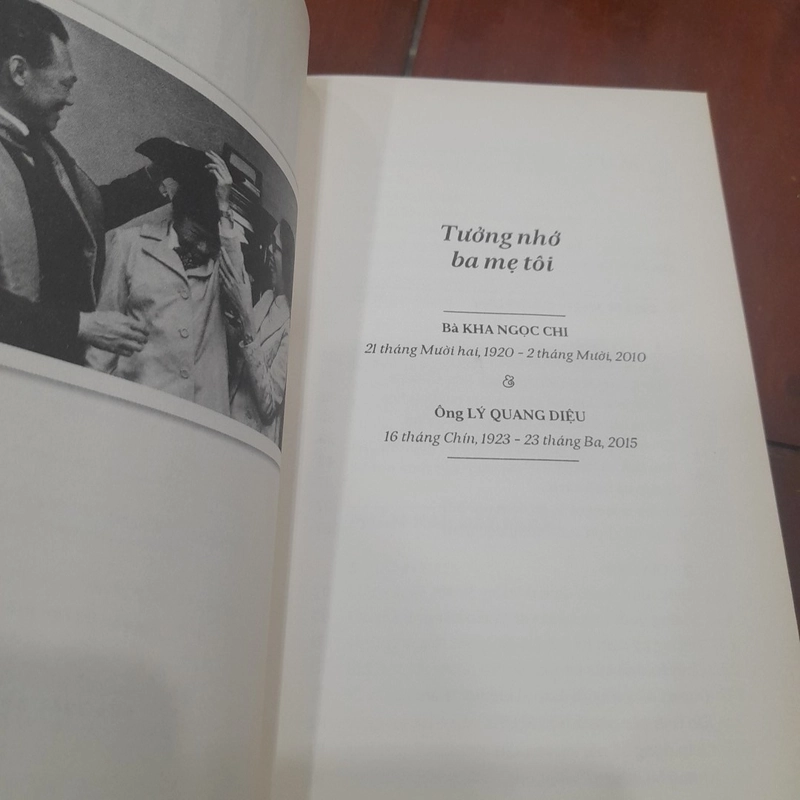 Tưởng nhớ
ba mẹ tôi
Bà KHA NGỌC CHI
21 tháng Mười hai, 1920 - 2 tháng Mười, 2010
&
Ông LÝ QUANG DIỆU
16 tháng Chín, 1923 - 23 tháng Ba, 2015